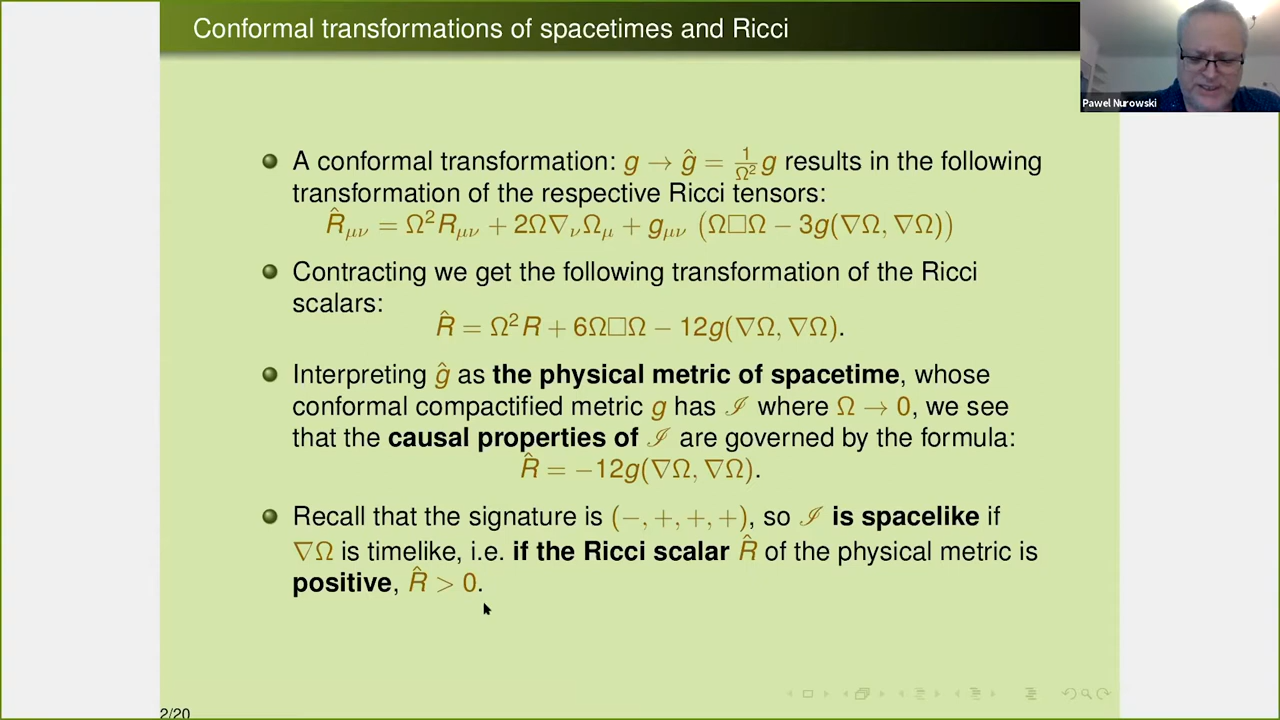 Conformal transformations of spacetimes and Ricci
Pawel Nurowski
A conformal transformation: g → ĝ = 1/Ω² g results in the following
transformation of the respective Ricci tensors:
R̂μν = Ω²Rμν + 2Ω∇νΩμ + gμν (Ω□Ω − 3g(∇Ω, ∇Ω))
Contracting we get the following transformation of the Ricci
scalars:
R̂ = Ω²R + 6Ω□Ω − 12g(∇Ω, ∇Ω).
Interpreting ĝ as the physical metric of spacetime, whose
conformal compactified metric g has ℐ where Ω → 0, we see
that the causal properties of ℐ are governed by the formula:
R̂ = −12g(∇Ω, ∇Ω).
Recall that the signature is (−, +, +, +), so ℐ is spacelike if
∇Ω is timelike, i.e. if the Ricci scalar R̂ of the physical metric is
positive, R̂ > 0.
2/20